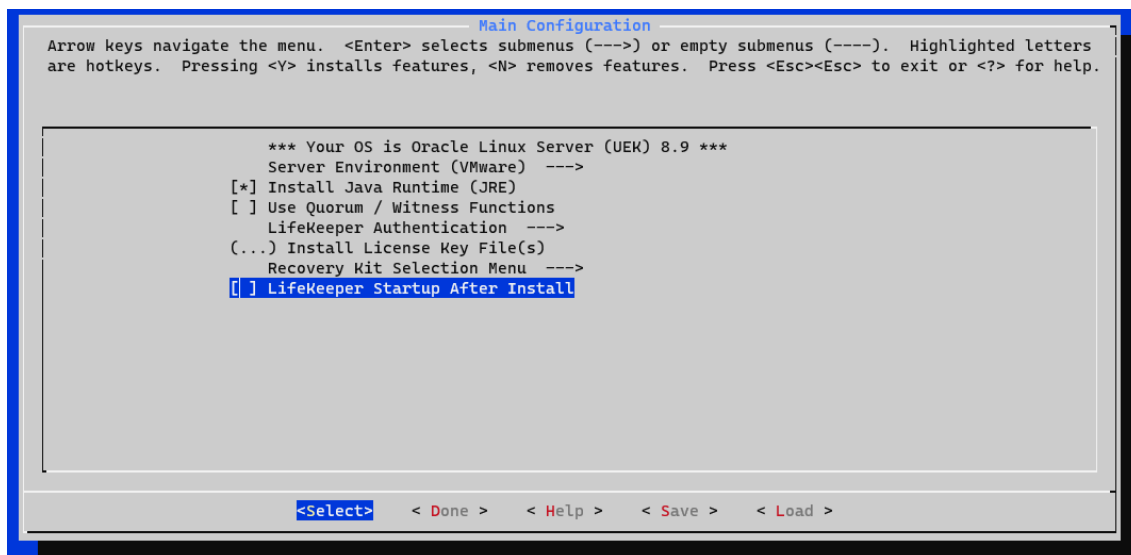 Main Configuration
Arrow keys navigate the menu.  <Enter> selects submenus (--->) or empty submenus (----).  Highlighted letters
are hotkeys.  Pressing <Y> installs features, <N> removes features.  Press <Esc><Esc> to exit or <?> for help.
*** Your OS is Oracle Linux Server (UEK) 8.9 ***
Server Environment (VMware)  --->
[*] Install Java Runtime (JRE)
[ ] Use Quorum / Witness Functions
LifeKeeper Authentication  --->
(...) Install License Key File(s)
Recovery Kit Selection Menu  --->
[ ] LifeKeeper Startup After Install
<Select>    < Done >    < Help >    < Save >    < Load >